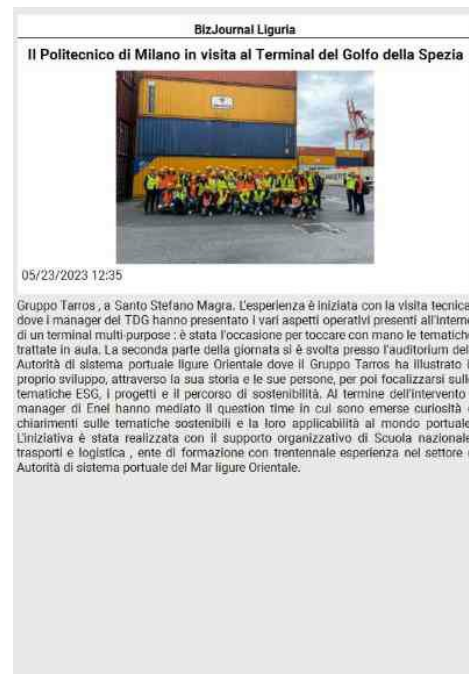 BizJournal Liguria
Il Politecnico di Milano in visita al Terminal del Golfo della Spezia
05/23/2023 12:35
Gruppo Tarros , a Santo Stefano Magra. L'esperienza è iniziata con la visita tecnica
dove i manager del TDG hanno presentato i vari aspetti operativi presenti all'interno
di un terminal multi-purpose : è stata l'occasione per toccare con mano le tematiche
trattate in aula. La seconda parte della giornata si è svolta presso l'auditorium dell
Autorità di sistema portuale ligure Orientale dove il Gruppo Tarros ha illustrato
proprio sviluppo, attraverso la sua storia e le sue persone, per poi focalizzarsi sulle
tematiche ESG, i progetti e il percorso di sostenibilità. Al termine dell'intervento
manager di Enel hanno mediato il question time in cui sono emerse curiosità
chiarimenti sulle tematiche sostenibili e la loro applicabilità al mondo portuale
L'iniziativa è stata realizzata con il supporto organizzativo di Scuola nazionale
trasporti e logistica , ente di formazione con trentennale esperienza nel settore
Autorità di sistema portuale del Mar ligure Orientale.